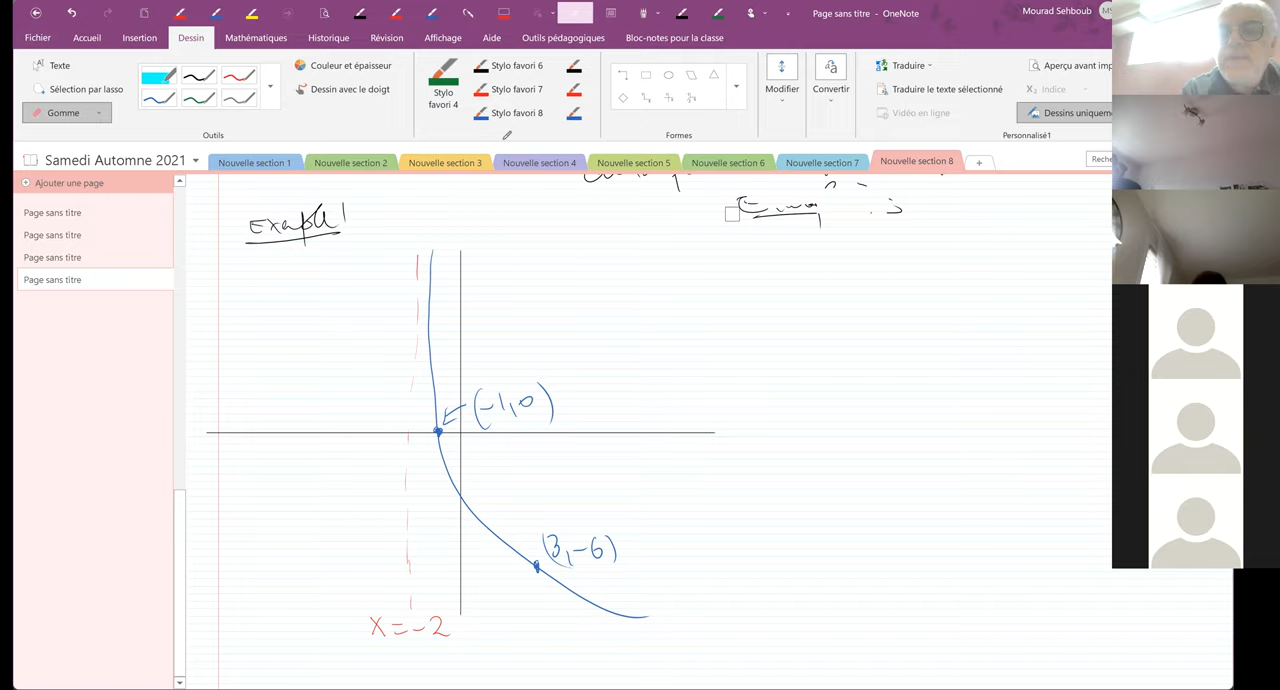 Page sans titre - OneNote
Mourad Sehboub
MS
Fichier Accueil Insertion Dessin Mathématiques Historique Révision Affichage Aide Outils pédagogiques Bloc-notes pour la classe
Texte
Sélection par lasso
Gomme
Outils
Couleur et épaisseur
Dessin avec le doigt
Stylo favori 4
Stylo favori 6
Stylo favori 7
Stylo favori 8
Formes
Modifier
Convertir
Traduire
Traduire le texte sélectionné
Vidéo en ligne
Aperçu avant imp
Indice
Dessins uniqueme
Personnalisé1
Samedi Automne 2021
Nouvelle section 1 Nouvelle section 2 Nouvelle section 3 Nouvelle section 4 Nouvelle section 5 Nouvelle section 6 Nouvelle section 7 Nouvelle section 8 +
Reche
Ajouter une page
Page sans titre
Page sans titre
Page sans titre
Page sans titre
Exemple 1
(-1,0)
(3,-6)
x=-2